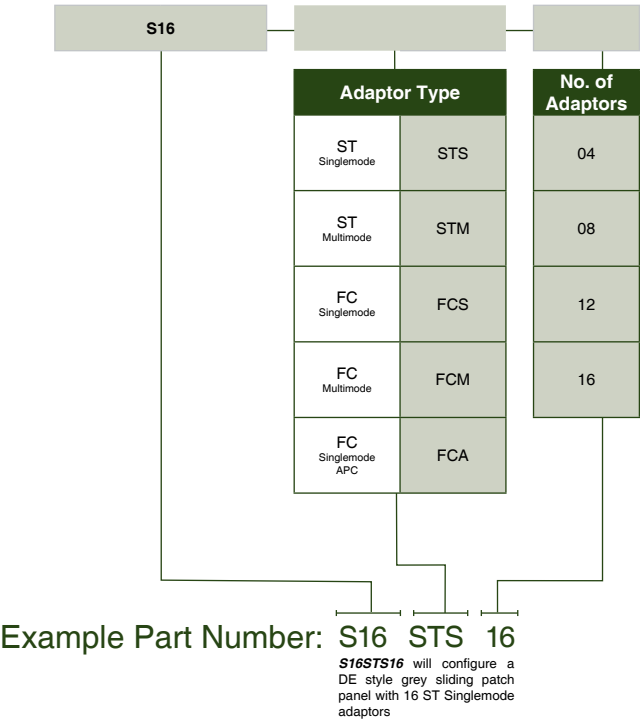 S16
Adaptor Type
No. of
Adaptors
ST
Singlemode
STS
04
ST
Multimode
STM
08
FC
Singlemode
FCS
12
FC
Multimode
FCM
16
FC
Singlemode
APC
FCA
Example Part Number: S16 STS 16
S16STS16 will configure a
DE style grey sliding patch
panel with 16 ST Singlemode
adaptors